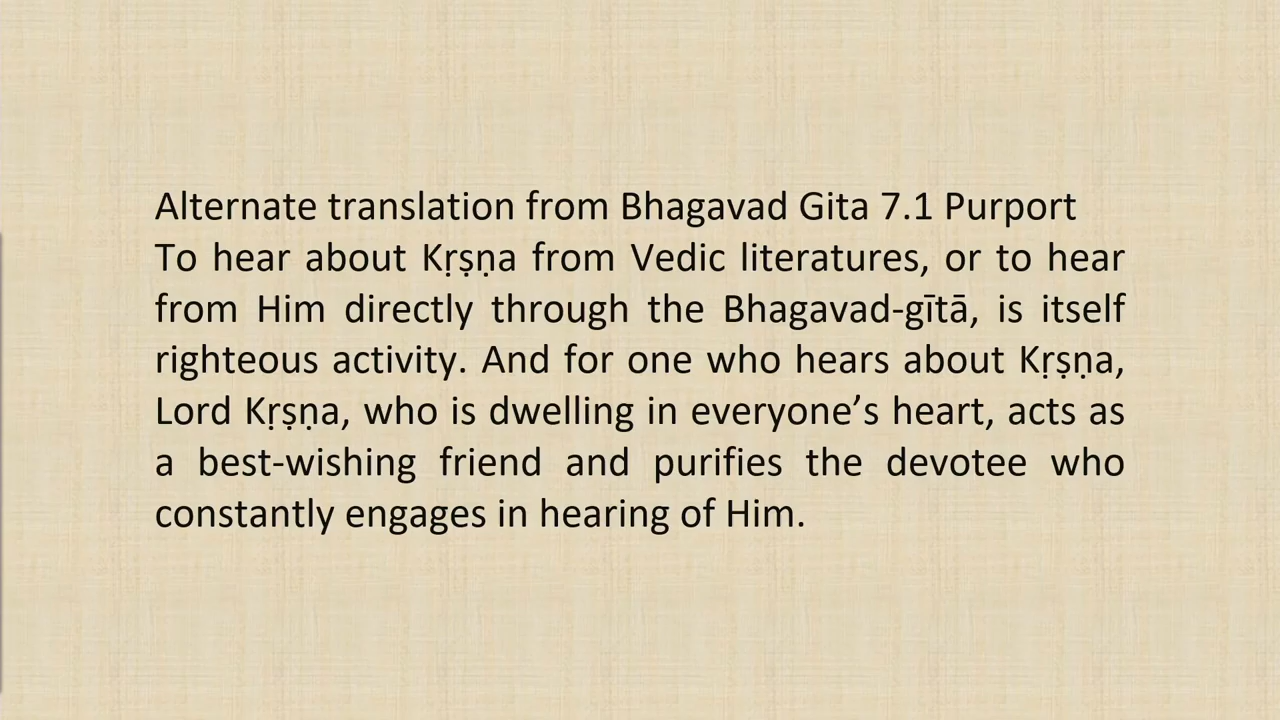 Alternate translation from Bhagavad Gita 7.1 Purport
To hear about Kṛṣṇa from Vedic literatures, or to hear
from Him directly through the Bhagavad-gītā, is itself
righteous activity. And for one who hears about Kṛṣṇa,
Lord Kṛṣṇa, who is dwelling in everyone’s heart, acts as
a best-wishing friend and purifies the devotee who
constantly engages in hearing of Him.